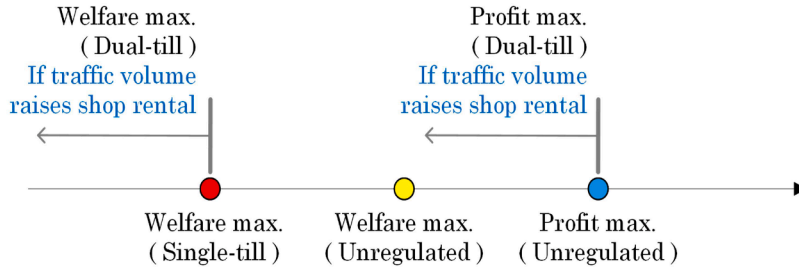 Welfare max.
( Dual-till )
If traffic volume
raises shop rental
Profit max.
( Dual-till )
If traffic volume
raises shop rental
Welfare max.
( Single-till )
Welfare max.
( Unregulated )
Profit max.
( Unregulated )